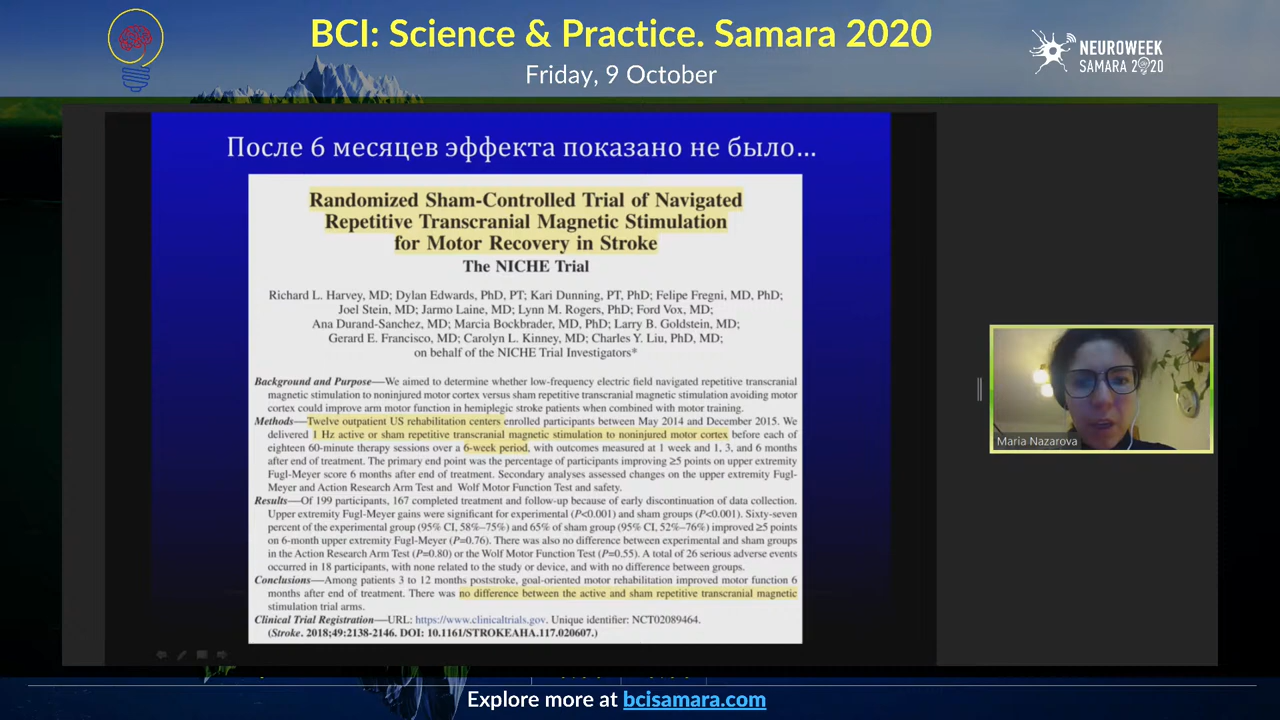 BCI: Science & Practice. Samara 2020
Friday, 9 October
NEUROWEEK
SAMARA 2020
После 6 месяцев эффекта показано не было...
Randomized Sham-Controlled Trial of Navigated
Repetitive Transcranial Magnetic Stimulation
for Motor Recovery in Stroke
The NICHE Trial
Richard L. Harvey, MD; Dylan Edwards, PhD, PT; Kari Dunning, PT, PhD; Felipe Fregni, MD, PhD;
Joel Stein, MD; Jarmo Laine, MD; Lynn M. Rogers, PhD; Ford Vox, MD;
Ana Durand-Sanchez, MD; Marcia Bockbrader, MD, PhD; Larry B. Goldstein, MD;
Gerard E. Francisco, MD; Carolyn L. Kinney, MD; Charles Y. Liu, PhD, MD;
on behalf of the NICHE Trial Investigators*
Background and Purpose—We aimed to determine whether low-frequency electric field navigated repetitive transcranial
magnetic stimulation to noninjured motor cortex versus sham repetitive transcranial magnetic stimulation avoiding motor
cortex could improve arm motor function in hemiplegic stroke patients when combined with motor training.
Methods—Twelve outpatient US rehabilitation centers enrolled participants between May 2014 and December 2015. We
delivered 1 Hz active or sham repetitive transcranial magnetic stimulation to noninjured motor cortex before each of
eighteen 60-minute therapy sessions over a 6-week period, with outcomes measured at 1 week and 1, 3, and 6 months
after end of treatment. The primary end point was the percentage of participants improving ≥5 points on upper extremity
Fugl-Meyer score 6 months after end of treatment. Secondary analyses assessed changes on the upper extremity Fugl-
Meyer and Action Research Arm Test and Wolf Motor Function Test and safety.
Results—Of 199 participants, 167 completed treatment and follow-up because of early discontinuation of data collection.
Upper extremity Fugl-Meyer gains were significant for experimental (P<0.001) and sham groups (P<0.001). Sixty-seven
percent of the experimental group (95% CI, 58%–75%) and 65% of sham group (95% CI, 52%–76%) improved ≥5 points
on 6-month upper extremity Fugl-Meyer (P=0.76). There was also no difference between experimental and sham groups
in the Action Research Arm Test (P=0.80) or the Wolf Motor Function Test (P=0.55). A total of 26 serious adverse events
occurred in 18 participants, with none related to the study or device, and with no difference between groups.
Conclusions—Among patients 3 to 12 months poststroke, goal-oriented motor rehabilitation improved motor function 6
months after end of treatment. There was no difference between the active and sham repetitive transcranial magnetic
stimulation trial arms.
Clinical Trial Registration—URL: https://www.clinicaltrials.gov. Unique identifier: NCT02089464.
(Stroke. 2018;49:2138-2146. DOI: 10.1161/STROKEAHA.117.020607.)
Maria Nazarova
Explore more at bcisamara.com